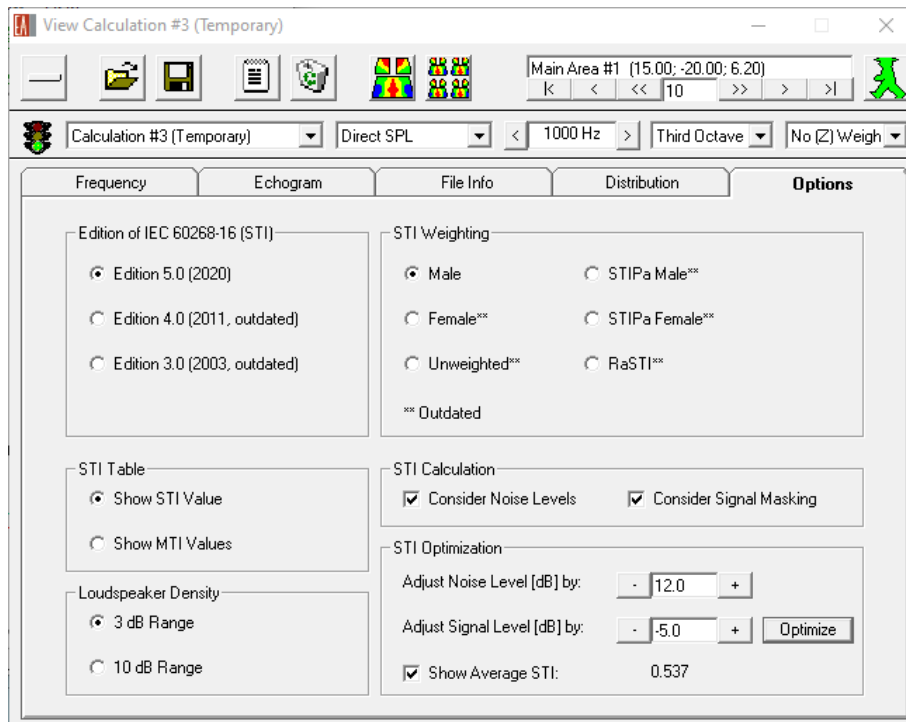 EA View Calculation #3 (Temporary)
Main Area #1 (15.00; -20.00; 6.20)
|< < << 10 >> > >|
Calculation #3 (Temporary) Direct SPL < 1000 Hz > Third Octave No (Z) Weigh
Frequency Echogram File Info Distribution Options
Edition of IEC 60268-16 (STI)
Edition 5.0 (2020)
Edition 4.0 (2011, outdated)
Edition 3.0 (2003, outdated)
STI Weighting
Male STIPa Male**
Female** STIPa Female**
Unweighted** RaSTI**
** Outdated
STI Table
Show STI Value
Show MTI Values
STI Calculation
Consider Noise Levels Consider Signal Masking
Loudspeaker Density
3 dB Range
10 dB Range
STI Optimization
Adjust Noise Level [dB] by: - 12.0 +
Adjust Signal Level [dB] by: - -5.0 + Optimize
Show Average STI: 0.537